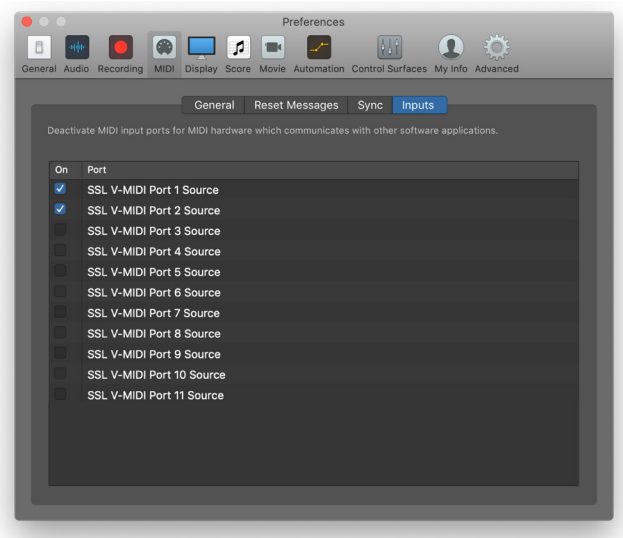 Preferences
General Audio Recording MIDI Display Score Movie Automation Control Surfaces My Info Advanced
General Reset Messages Sync Inputs
Deactivate MIDI input ports for MIDI hardware which communicates with other software applications.
On Port
SSL V-MIDI Port 1 Source
SSL V-MIDI Port 2 Source
SSL V-MIDI Port 3 Source
SSL V-MIDI Port 4 Source
SSL V-MIDI Port 5 Source
SSL V-MIDI Port 6 Source
SSL V-MIDI Port 7 Source
SSL V-MIDI Port 8 Source
SSL V-MIDI Port 9 Source
SSL V-MIDI Port 10 Source
SSL V-MIDI Port 11 Source